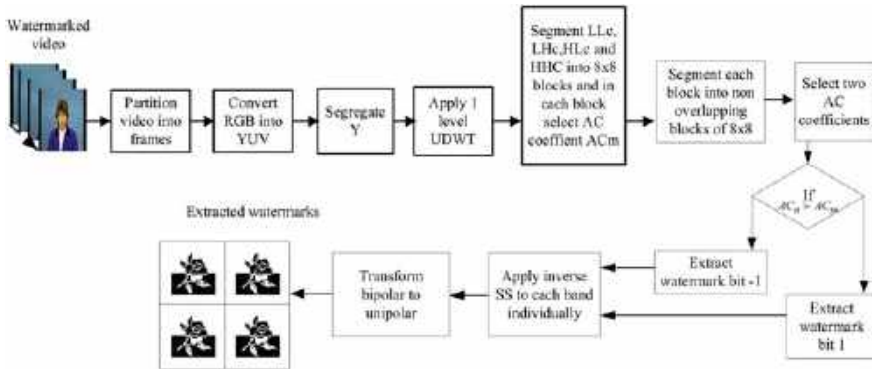 Watermarked
video
Partition
video into
frames
Convert
RGB into
YUV
Segregate
Y
Apply 1
level
UDWT
Segment LLc,
LHc,HLc and
HHC into 8x8
blocks and in
each block
select AC
coeffient ACm
Segment each
block into non
overlapping
blocks of 8x8
Select two
AC
coefficients
If
Extract
watermark bit -1
Extract
watermark
bit 1
Apply inverse
SS to each band
individually
Transform
bipolar to
unipolar
Extracted watermarks